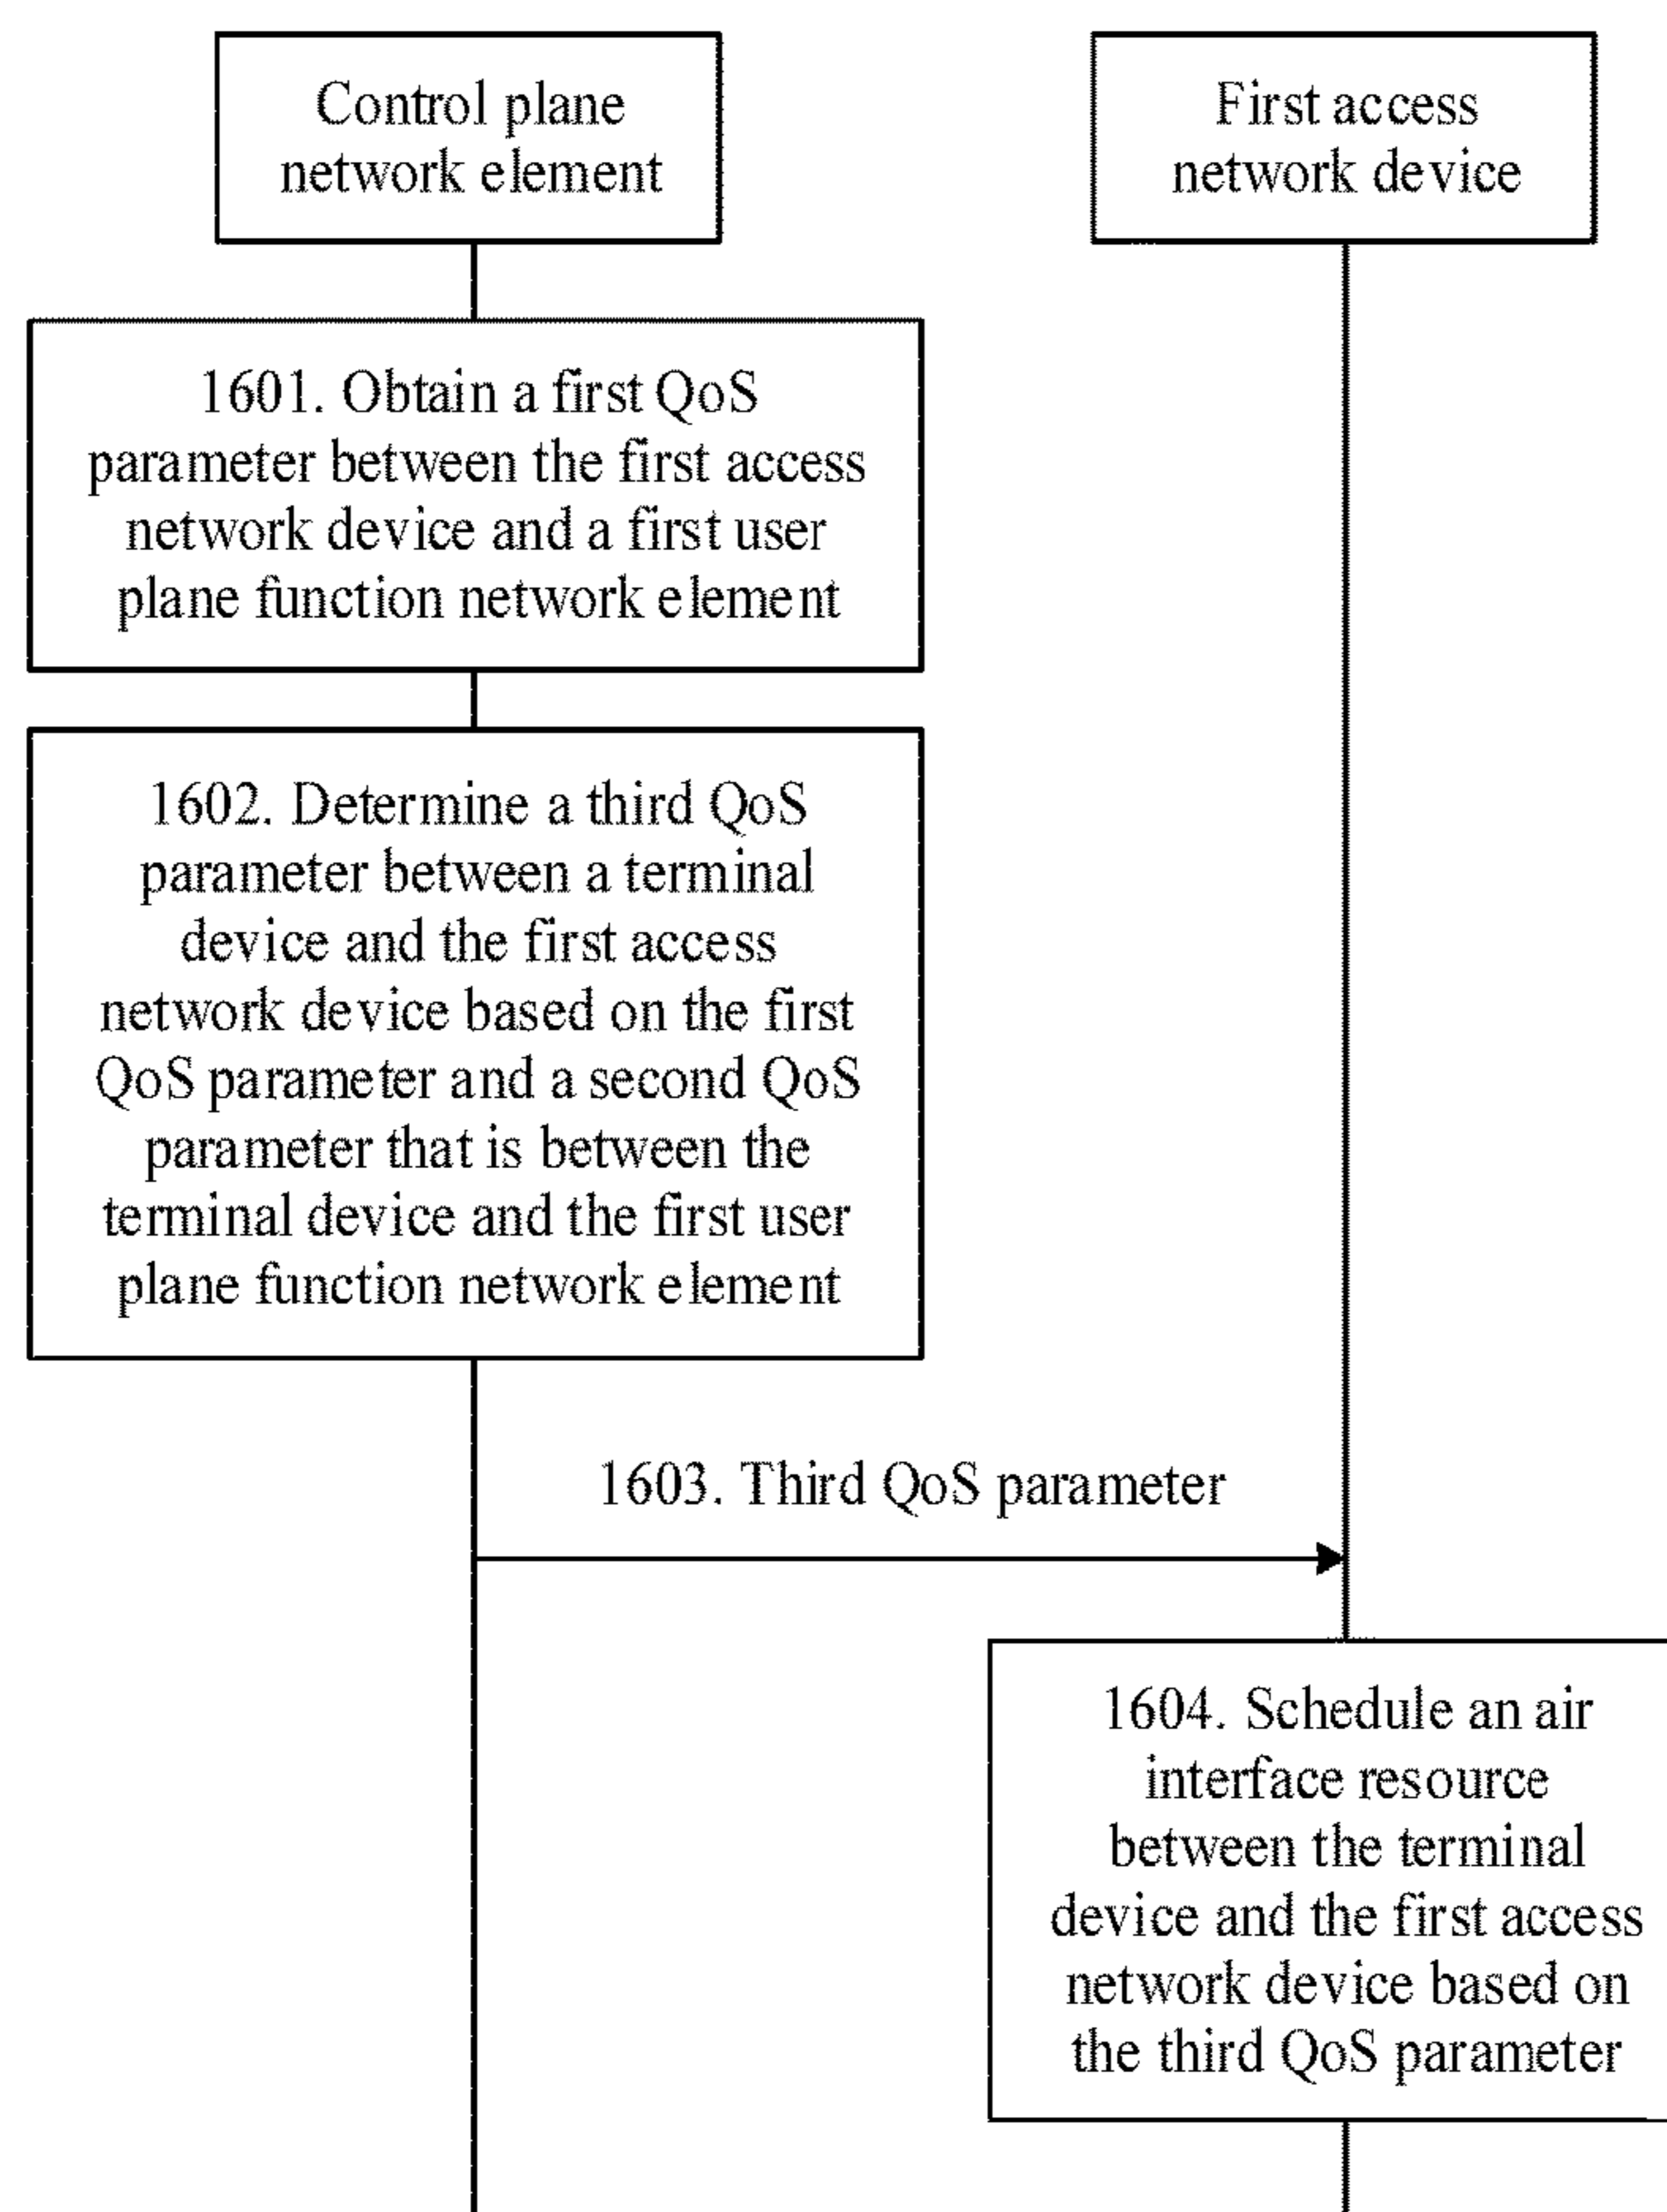 Control plane
network element
First access
network device
1601. Obtain a first QoS
parameter between the first access
network device and a first user
plane function network element
1602. Determine a third QoS
parameter between a terminal
device and the first access
network device based on the first
QoS parameter and a second QoS
parameter that is between the
terminal device and the first user
plane function network element
1603. Third QoS parameter
1604. Schedule an air
interface resource
between the terminal
device and the first access
network device based on
the third QoS parameter